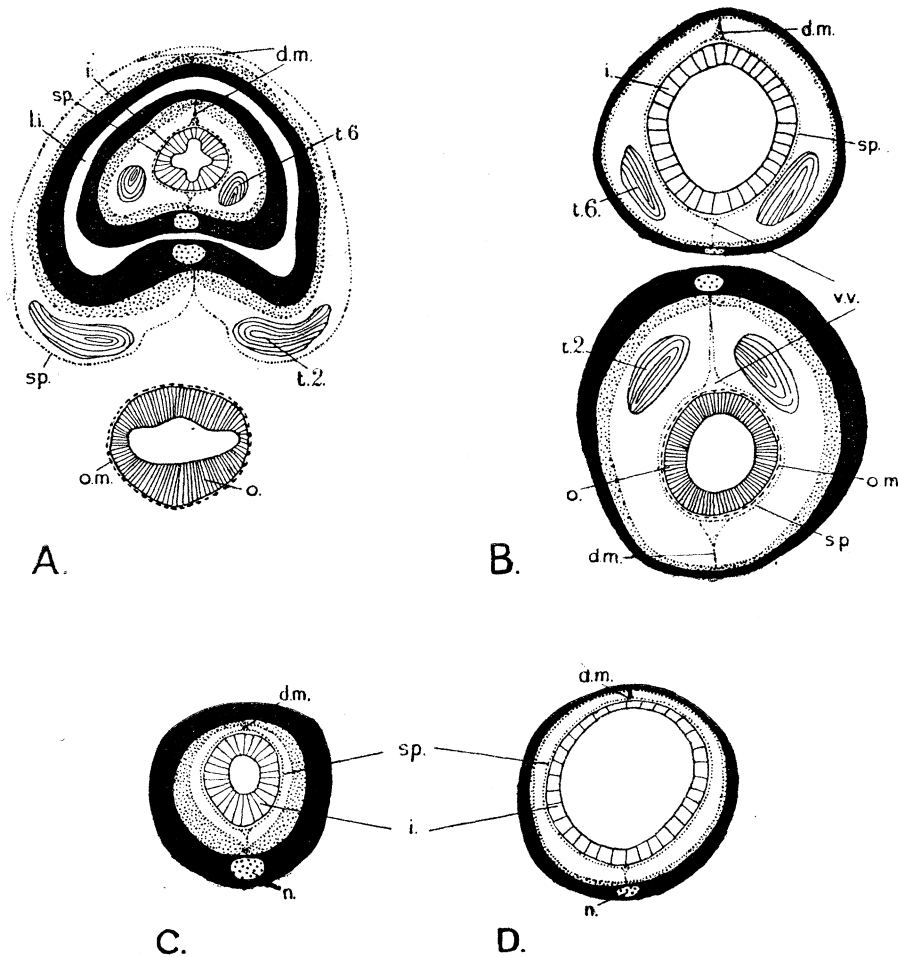 i.
d.m.
sp.
l.i.
t.6
sp.
t.2.
o.m.
o.
A.
d.m.
i.
sp.
t.6.
v.v.
t.2.
o.
o.m
sp
d.m.
B.
d.m.
sp.
i.
n.
C.
d.m.
n.
D.